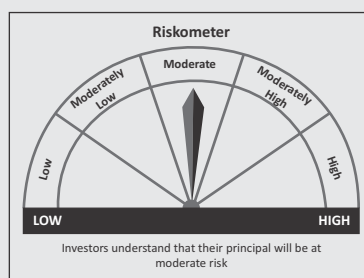 Riskometer
Moderate
Moderately
Low
Moderately
High
Low
High
LOW
HIGH
Investors understand that their principal will be at
moderate risk